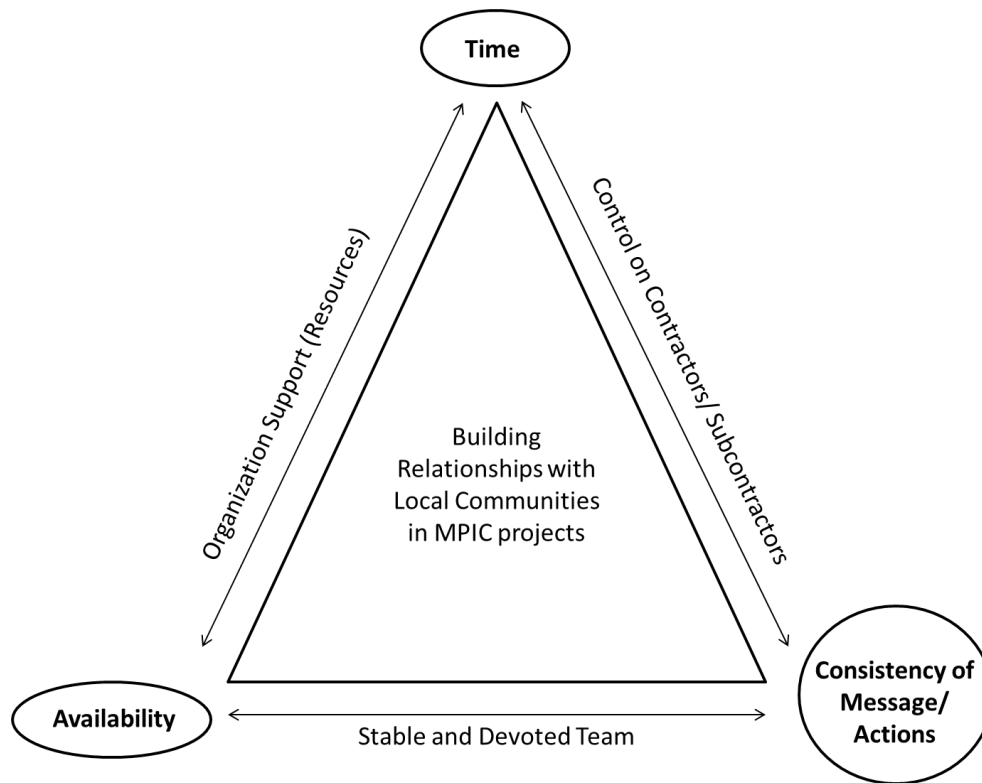 Time
Organization Support (Resources)
Control on Contractors/ Subcontractors
Building
Relationships with
Local Communities
in MPIC projects
Availability
Stable and Devoted Team
Consistency of
Message/
Actions